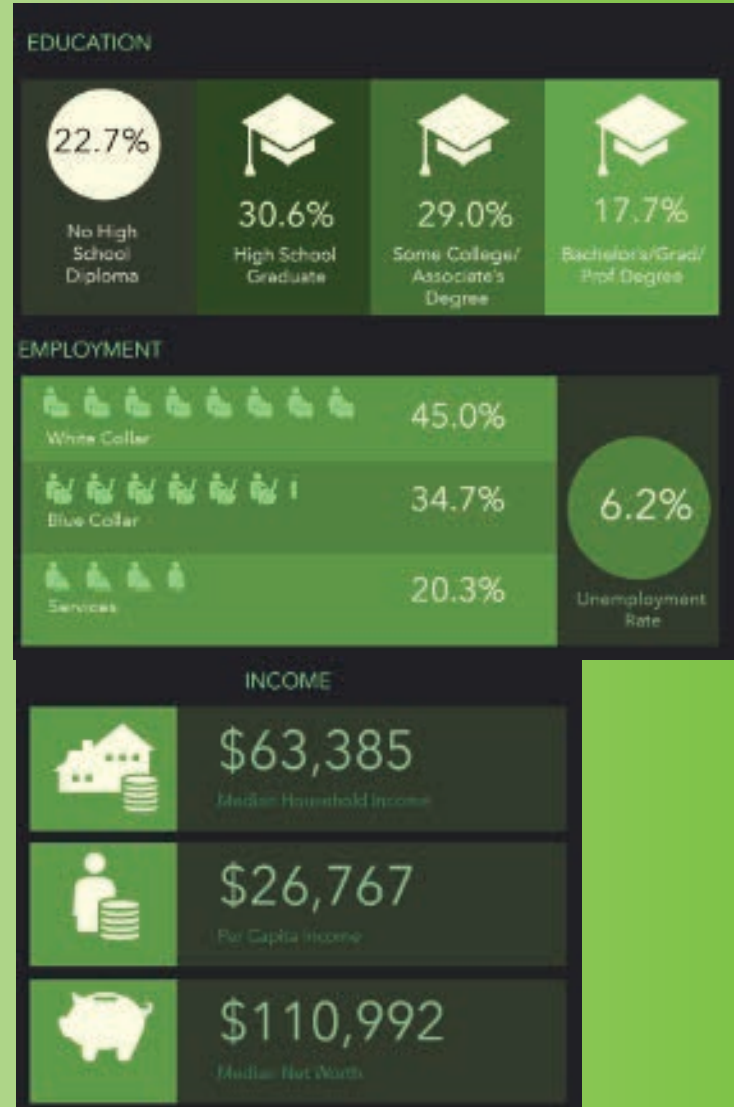 EDUCATION
22.7%
No High
School
Diploma
30.6%
High School
Graduate
29.0%
Some College/
Associate's
Degree
17.7%
Bachelor's/Grad/
Prof Degree
EMPLOYMENT
White Collar
45.0%
Blue Collar
34.7%
Services
20.3%
6.2%
Unemployment
Rate
INCOME
$63,385
Median Household Income
$26,767
Per Capita Income
$110,992
Median Net Worth